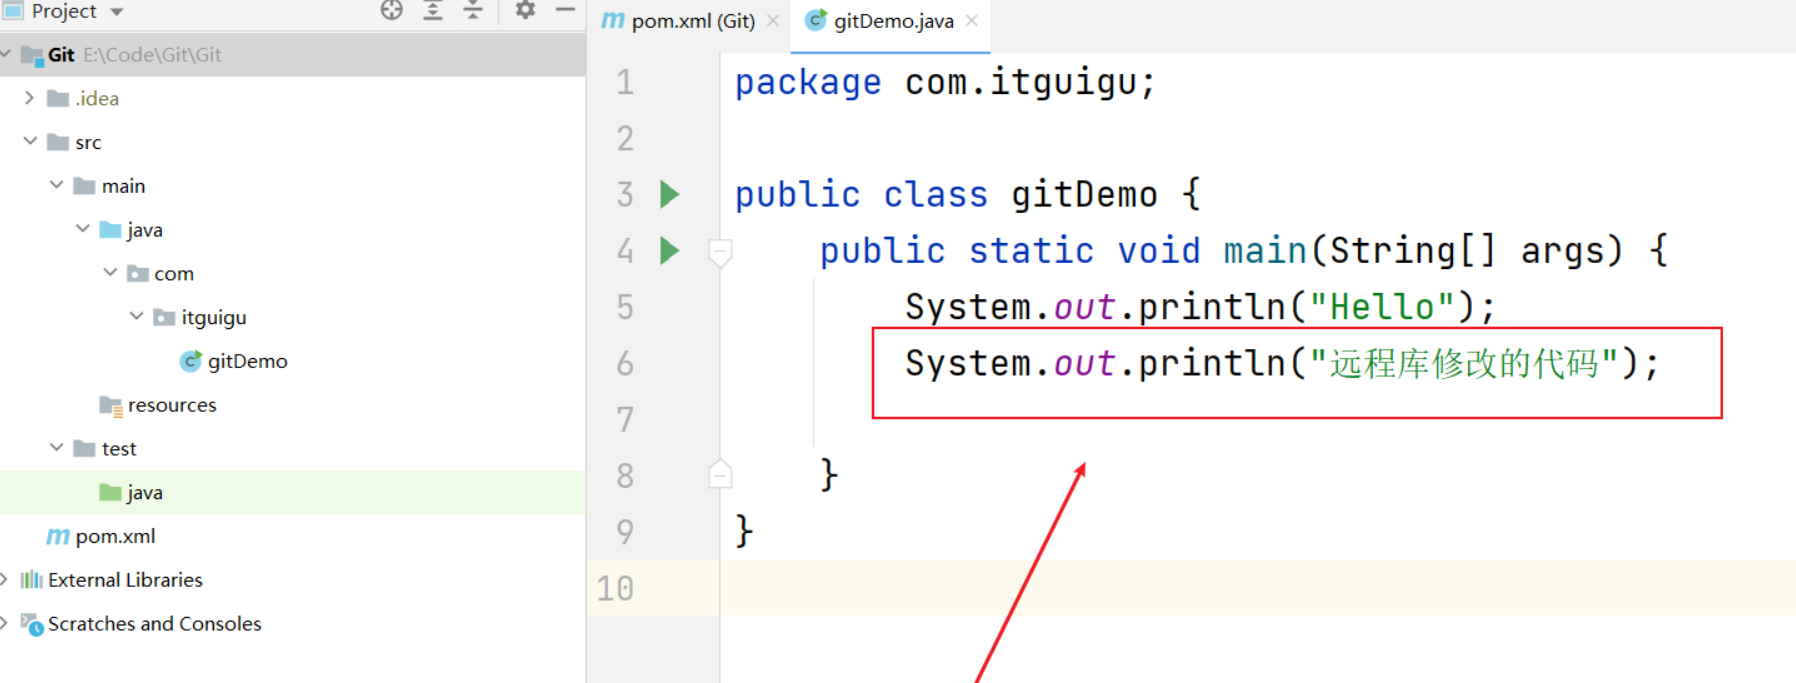 Project
Git E:\Code\Git\Git
.idea
src
main
java
com
itguigu
gitDemo
resources
test
java
pom.xml
External Libraries
Scratches and Consoles
pom.xml (Git)
gitDemo.java
1 package com.itguigu;
2
3 public class gitDemo {
4 public static void main(String[] args) {
5 System.out.println("Hello");
6 System.out.println("远程库修改的代码");
7
8 }
9 }
10